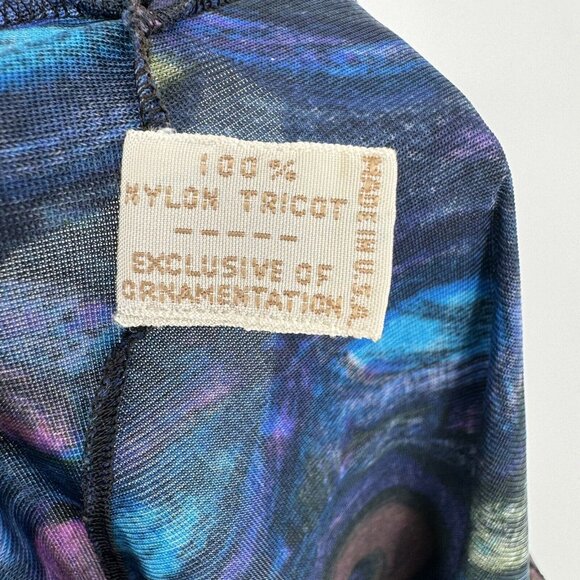 100%
NYLON TRICOT
-----
EXCLUSIVE OF
ORNAMENTATION
MADE IN U.S.A.